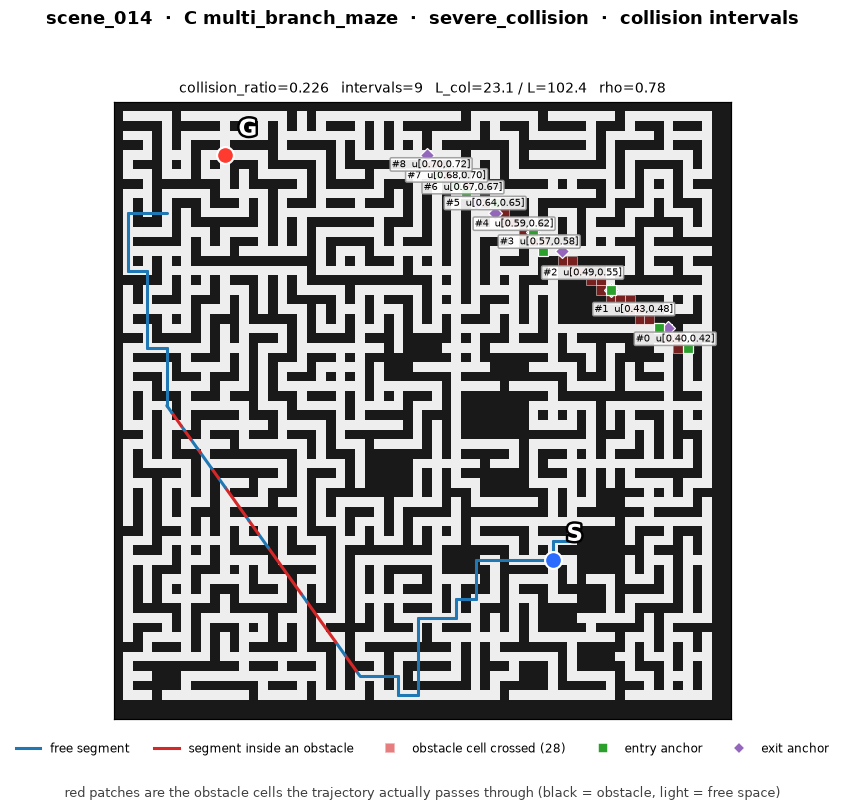 scene_014  ·  C multi_branch_maze  ·  severe_collision  ·  collision intervals
collision_ratio=0.226   intervals=9   L_col=23.1 / L=102.4   rho=0.78
G
#8  u[0.70,0.72]
#7  u[0.68,0.70]
#6  u[0.67,0.67]
#5  u[0.64,0.65]
#4  u[0.59,0.62]
#3  u[0.57,0.58]
#2  u[0.49,0.55]
#1  u[0.43,0.48]
#0  u[0.40,0.42]
S
free segment
segment inside an obstacle
obstacle cell crossed (28)
entry anchor
exit anchor
red patches are the obstacle cells the trajectory actually passes through (black = obstacle, light = free space)